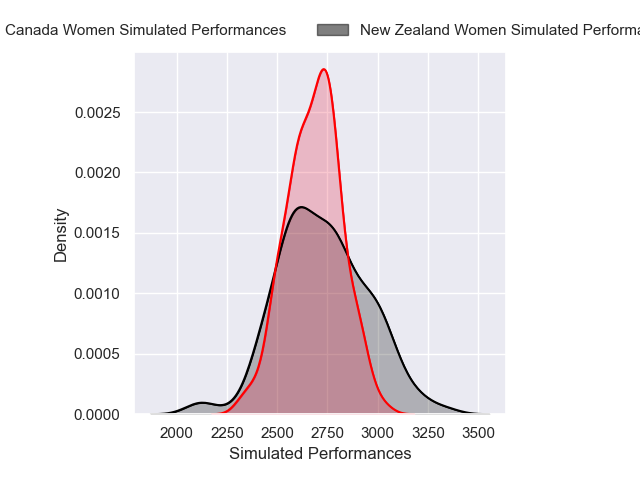 Canada Women Simulated Performances New Zealand Women Simulated
0.0025
0.0020
0.0015
0.0010
0.0005
0.0000
Density
2000 2250 2500 2750 3000 3250 3500
Simulated Performances